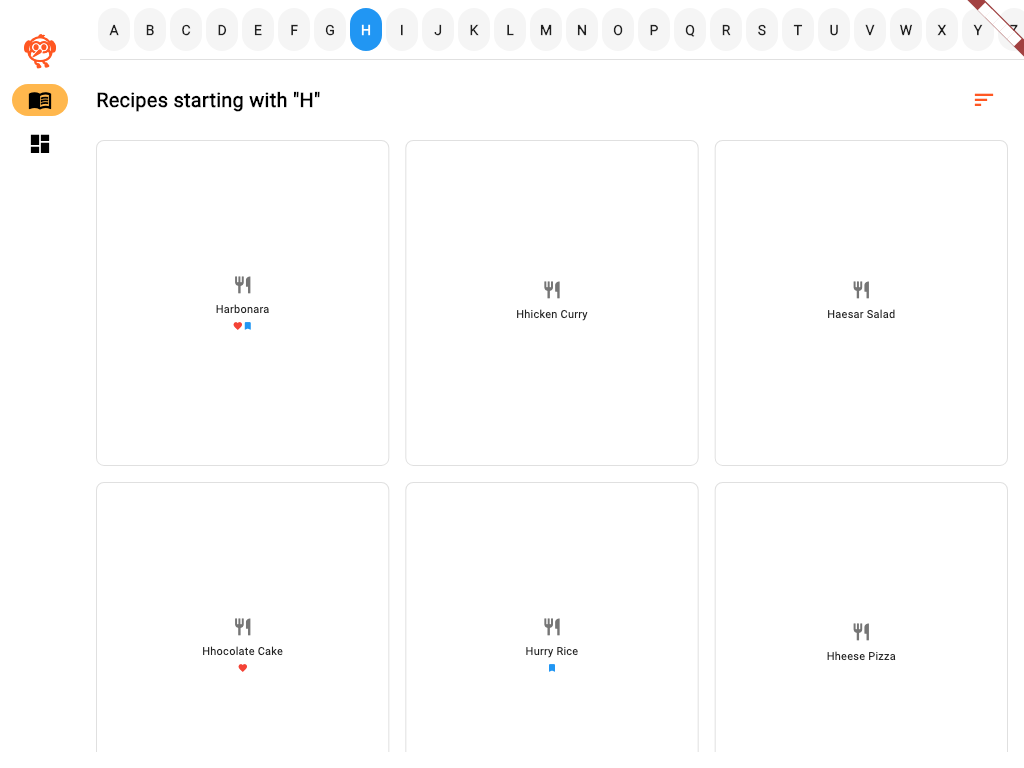 A B C D E F G H I J K L M N O P Q R S T U V W X Y Z
Recipes starting with "H"
Harbonara
Hhicken Curry
Haesar Salad
Hhocolate Cake
Hurry Rice
Hheese Pizza